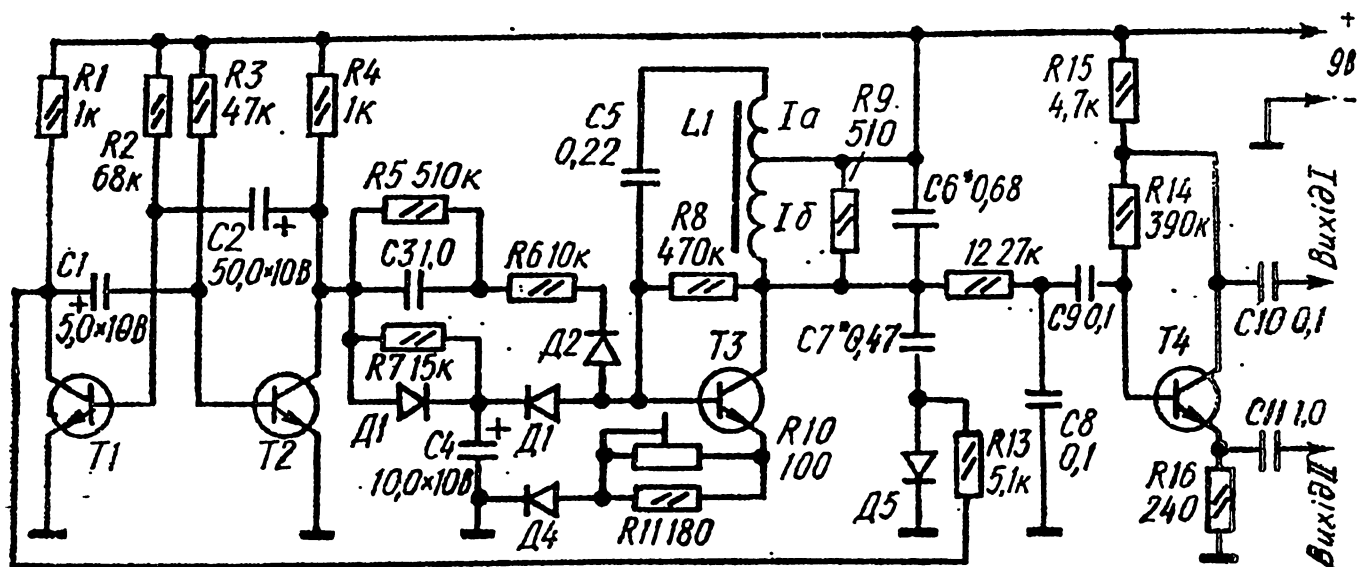 R1
1к
R2
68к
R3
47к
R4
1к
C1
+
5,0×10В
C2
+
50,0×10В
T1
T2
R5 510к
C3 1,0
R6 10к
R7 15к
Д1
Д1
Д2
C4
+
10,0×10В
Д4
C5
0,22
R8
470к
L1
Iа
Iб
R9
510
T3
R10
100
R11 180
C6*0,68
C7*0,47
Д5
R13
5,1к
12 27к
C8
0,1
C9 0,1
R15
4,7к
R14
390к
T4
R16
240
C10 0,1
C11 1,0
+
9В
-
Вихід I
Вихід II